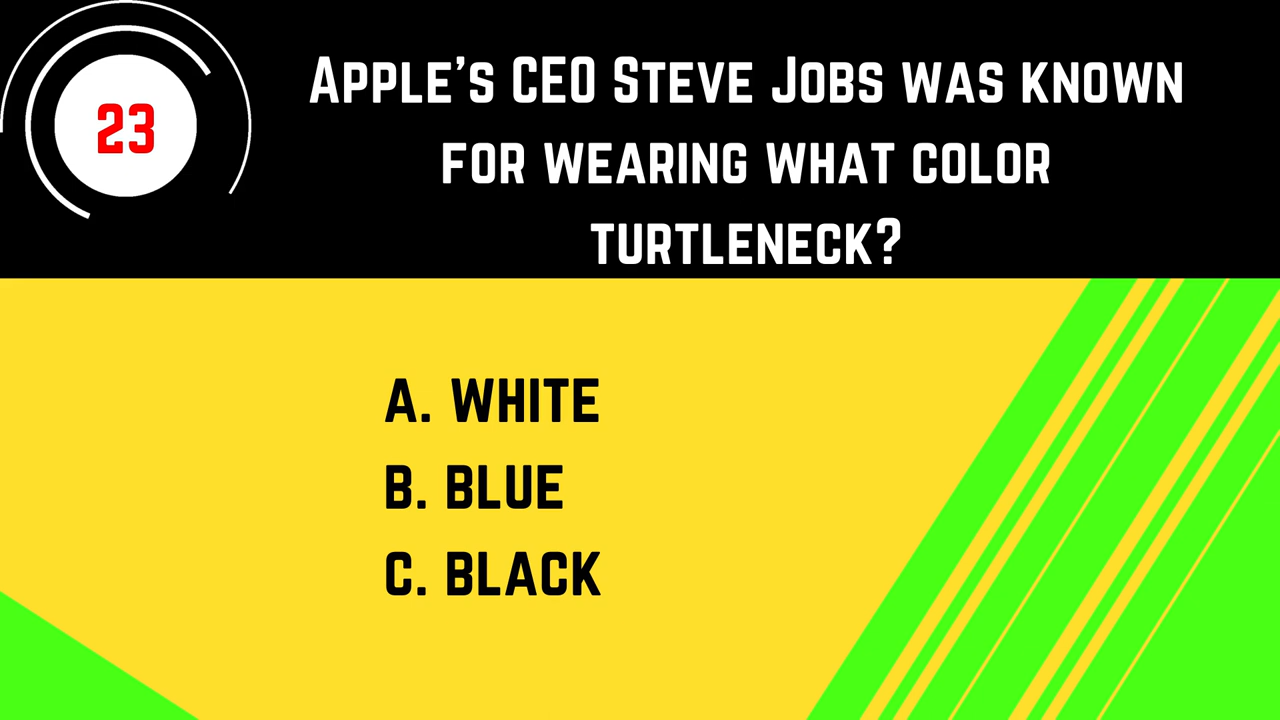 23
Apple's CEO Steve Jobs was known
for wearing what color
turtleneck?
A. WHITE
B. BLUE
C. BLACK